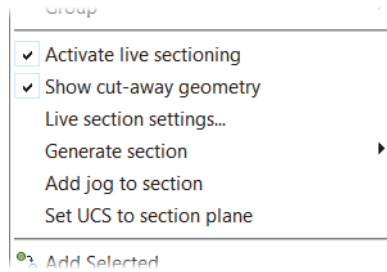 Group
Activate live sectioning
Show cut-away geometry
Live section settings...
Generate section
Add jog to section
Set UCS to section plane
Add Selected